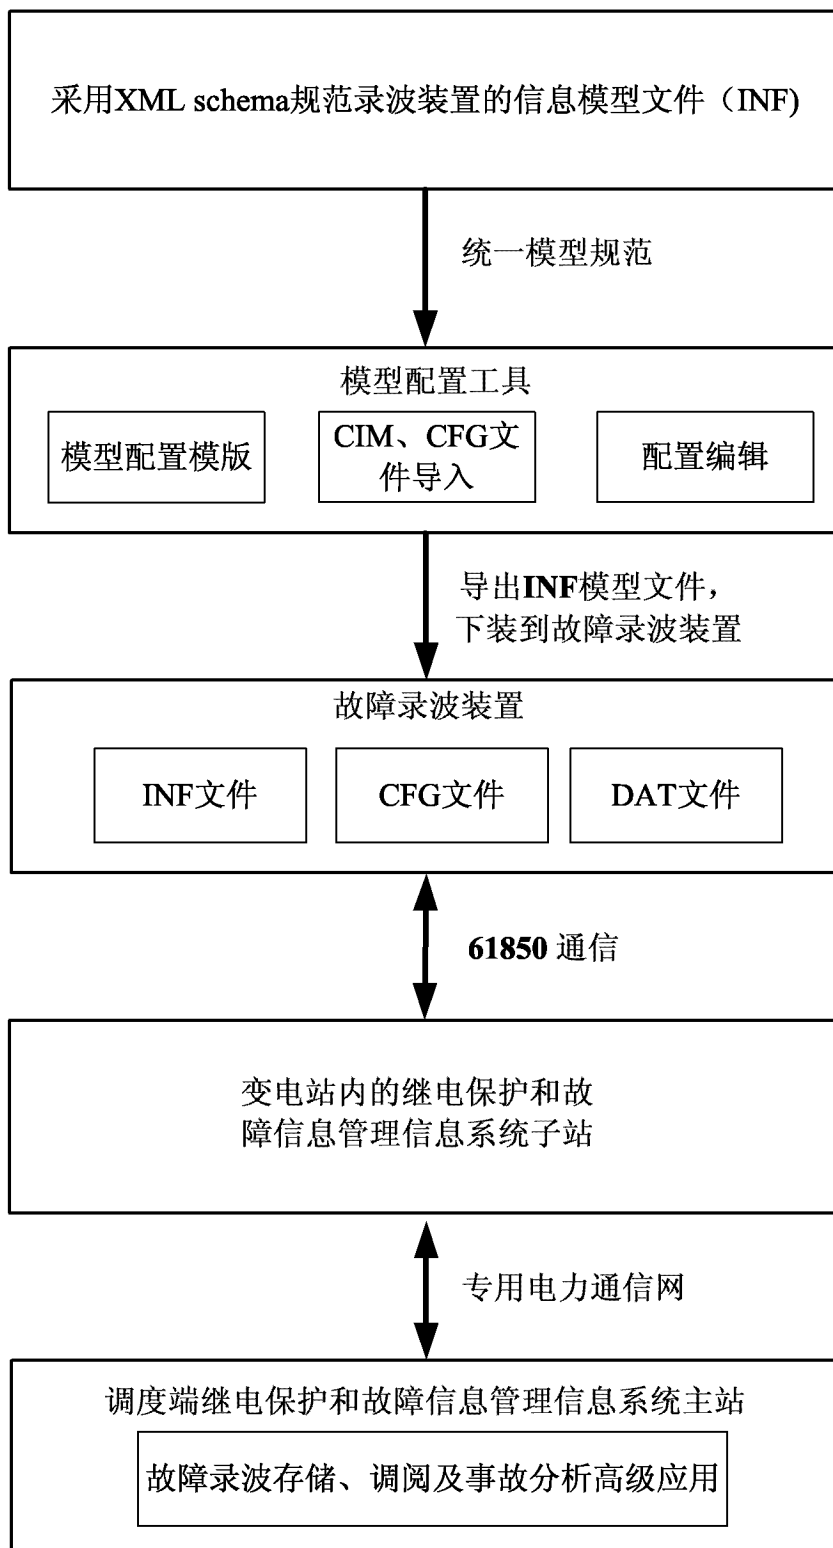 采用XML schema规范录波装置的信息模型文件（INF)
统一模型规范
模型配置工具
模型配置模版
CIM、CFG文
件导入
配置编辑
导出INF模型文件，
下装到故障录波装置
故障录波装置
INF文件
CFG文件
DAT文件
61850 通信
变电站内的继电保护和故
障信息管理信息系统子站
专用电力通信网
调度端继电保护和故障信息管理信息系统主站
故障录波存储、调阅及事故分析高级应用